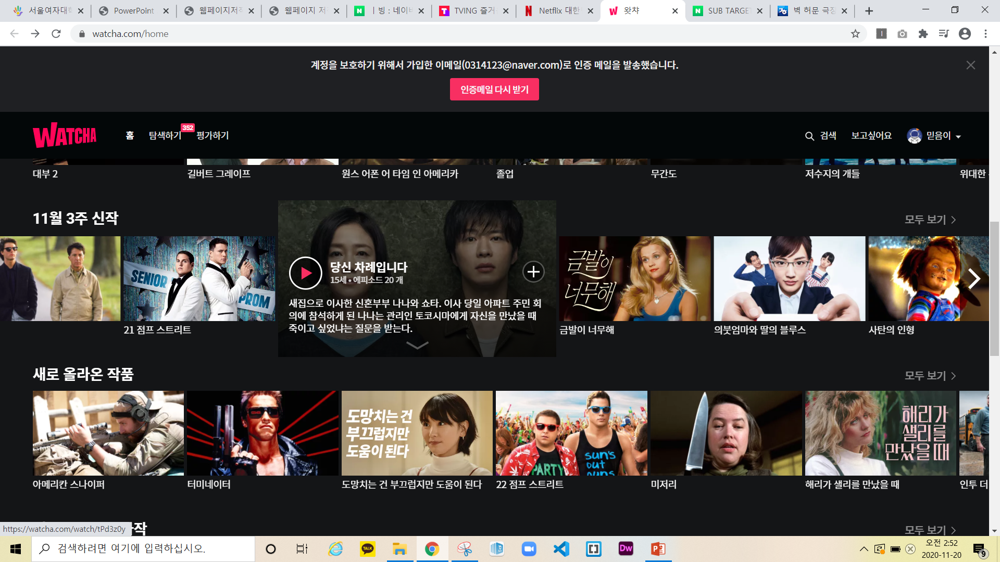 서울여자대학
PowerPoint
웹페이지저작
웹페이지 저
ㅣ빙 : 네이버
TVING 즐거
Netflix 대한
왓챠
SUB TARGET
벽 허문 극장
watcha.com/home
계정을 보호하기 위해서 가입한 이메일(0314123@naver.com)로 인증 메일을 발송했습니다.
인증메일 다시 받기
WATCHA
홈
탐색하기
352
평가하기
검색
보고싶어요
믿음이
대부 2
길버트 그레이프
원스 어폰 어 타임 인 아메리카
졸업
무간도
저수지의 개들
위대한
11월 3주 신작
모두 보기
SENIOR
PROM
당신 차례입니다
15세 • 에피소드 20 개
새집으로 이사한 신혼부부 나나와 쇼타. 이사 당일 아파트 주민 회
의에 참석하게 된 나나는 관리인 토코시마에게 자신을 만났을 때
죽이고 싶었냐는 질문을 받는다.
금발이
너무해
21 점프 스트리트
금발이 너무해
의붓엄마와 딸의 블루스
사탄의 인형
새로 올라온 작품
모두 보기
도망치는 건
부끄럽지만
도움이 된다
PARTY
sun's
out
guns
해리가
샐리를
만났을 때
아메리칸 스나이퍼
터미네이터
도망치는 건 부끄럽지만 도움이 된다
22 점프 스트리트
미저리
해리가 샐리를 만났을 때
인투 더
작
모두 보기
https://watcha.com/watch/tPd3z0y
검색하려면 여기에 입력하십시오.
TALK
Dw
오전 2:52
2020-11-20
9